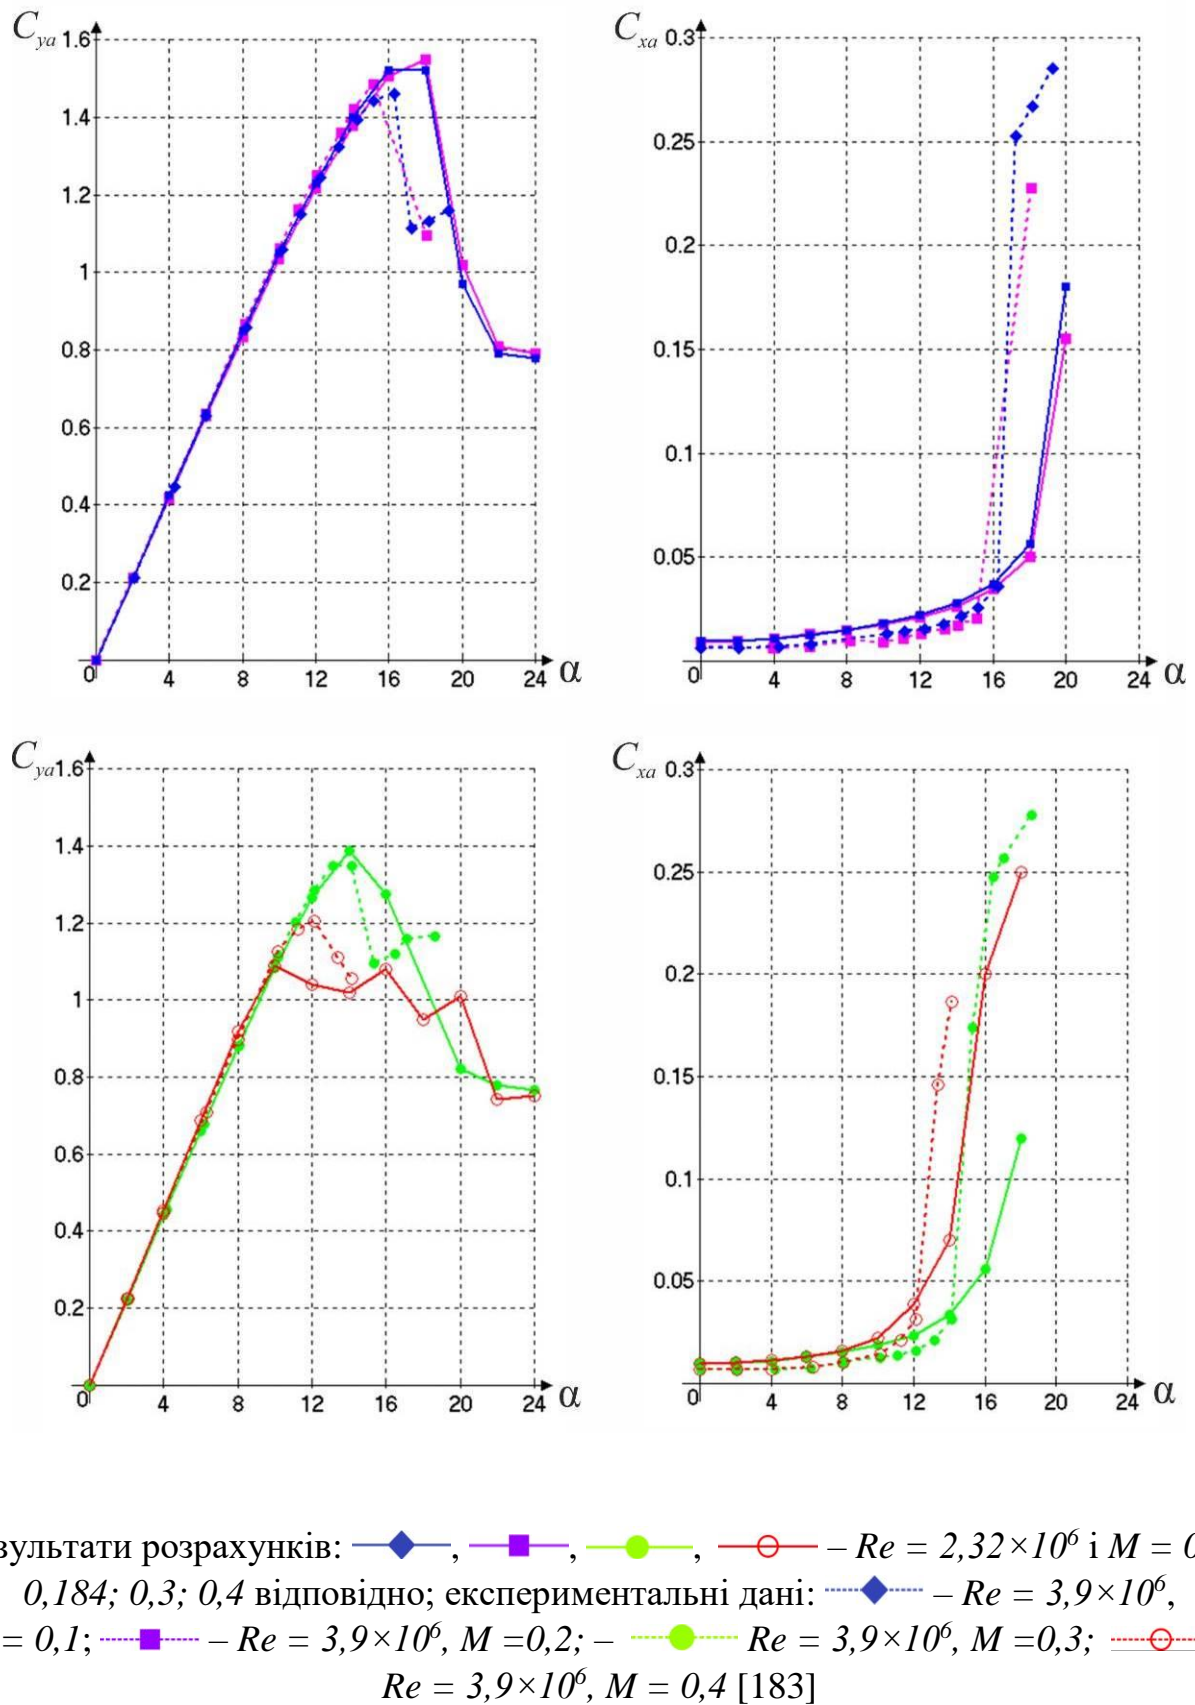 C_ya
1.6
1.4
1.2
1
0.8
0.6
0.4
0.2
0 4 8 12 16 20 24 α
C_xa
0.3
0.25
0.2
0.15
0.1
0.05
0 4 8 12 16 20 24 α
C_ya
1.6
1.4
1.2
1
0.8
0.6
0.4
0.2
0 4 8 12 16 20 24 α
C_xa
0.3
0.25
0.2
0.15
0.1
0.05
0 4 8 12 16 20 24 α
зультати розрахунків: , , , – Re = 2,32×10⁶ і M = 0
0,184; 0,3; 0,4 відповідно; експериментальні дані: – Re = 3,9×10⁶,
= 0,1; – Re = 3,9×10⁶, M =0,2; – Re = 3,9×10⁶, M =0,3;
Re = 3,9×10⁶, M = 0,4 [183]